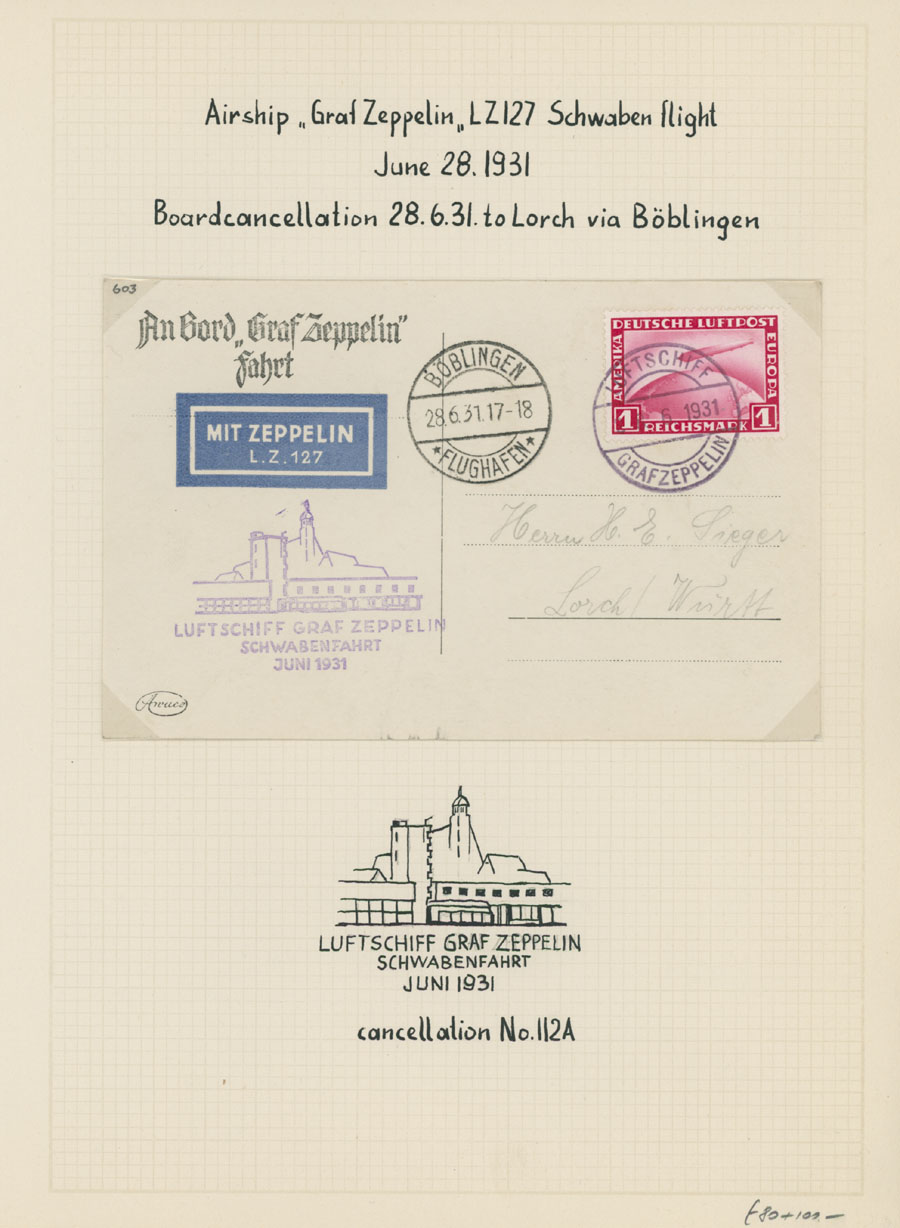 Airship „Graf Zeppelin„ LZ127 Schwaben flight
June 28. 1931
Boardcancellation 28.6.31. to Lorch via Böblingen
603
An Bord „Graf Zeppelin"
Fahrt
MIT ZEPPELIN
L.Z.127
BÖBLINGEN
28.6.31.17-18
*FLUGHAFEN*
DEUTSCHE LUFTPOST
AMERIKA
EUROPA
1 REICHSMARK 1
LUFTSCHIFF
6 1931
GRAFZEPPELIN
Herrn H. E. Sieger
Lorch/ Württ
LUFTSCHIFF GRAF ZEPPELIN
SCHWABENFAHRT
JUNI 1931
LUFTSCHIFF GRAF ZEPPELIN
SCHWABENFAHRT
JUNI 1931
cancellation No.112A